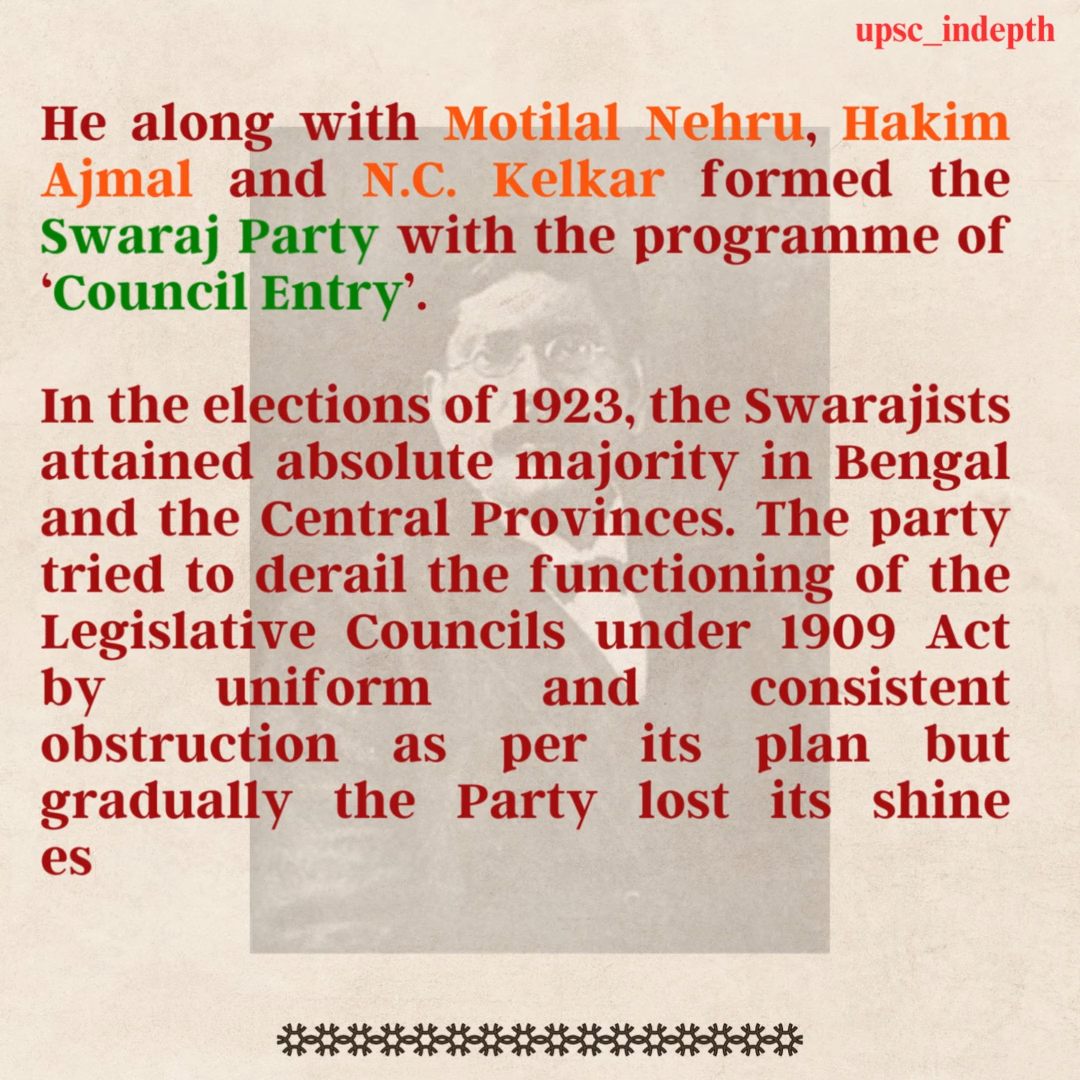 upsc_indepth
He along with Motilal Nehru, Hakim
Ajmal and N.C. Kelkar formed the
Swaraj Party with the programme of
‘Council Entry’.
In the elections of 1923, the Swarajists
attained absolute majority in Bengal
and the Central Provinces. The party
tried to derail the functioning of the
Legislative Councils under 1909 Act
by uniform and consistent
obstruction as per its plan but
gradually the Party lost its shine
es